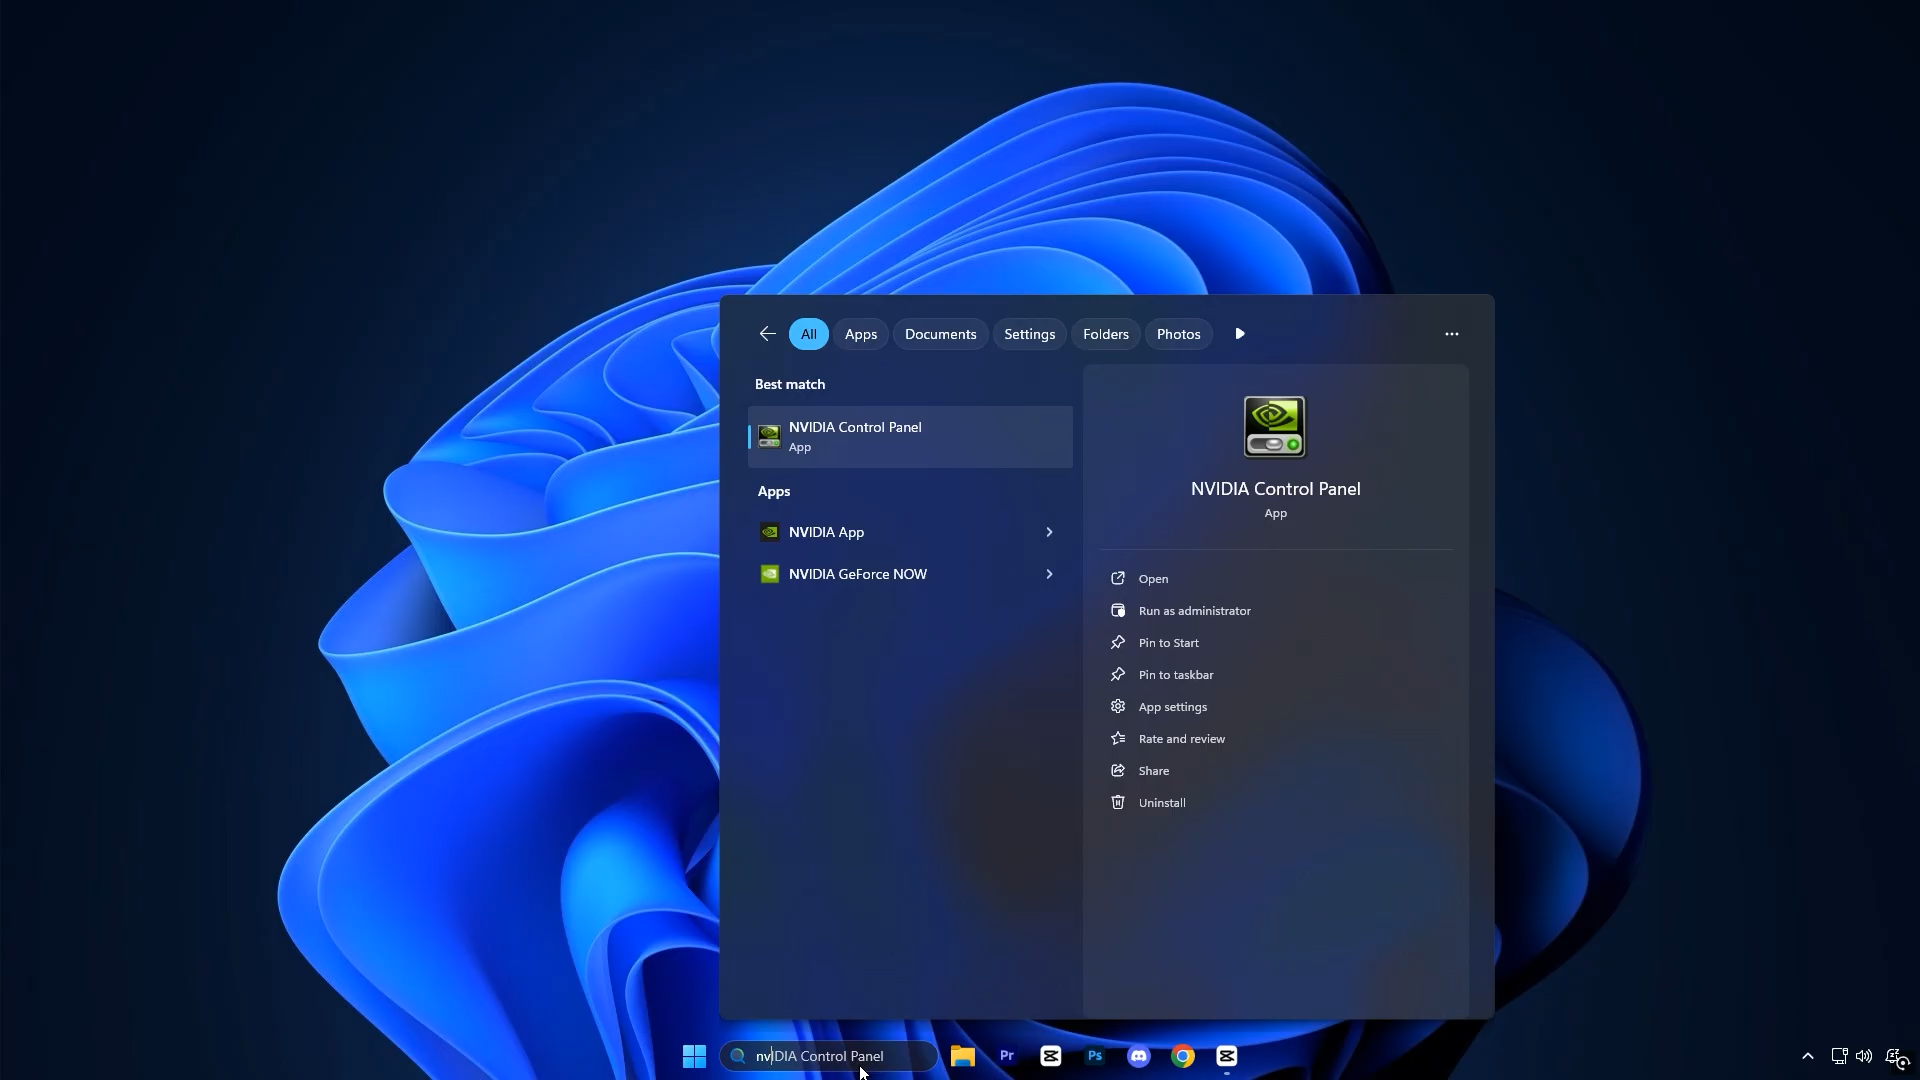 All
Apps
Documents
Settings
Folders
Photos
Best match
NVIDIA Control Panel
App
Apps
NVIDIA App
NVIDIA GeForce NOW
NVIDIA Control Panel
App
Open
Run as administrator
Pin to Start
Pin to taskbar
App settings
Rate and review
Share
Uninstall
nvIDIA Control Panel
Pr
Ps